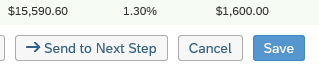 $15,590.60 1.30% $1,600.00
→ Send to Next Step Cancel Save